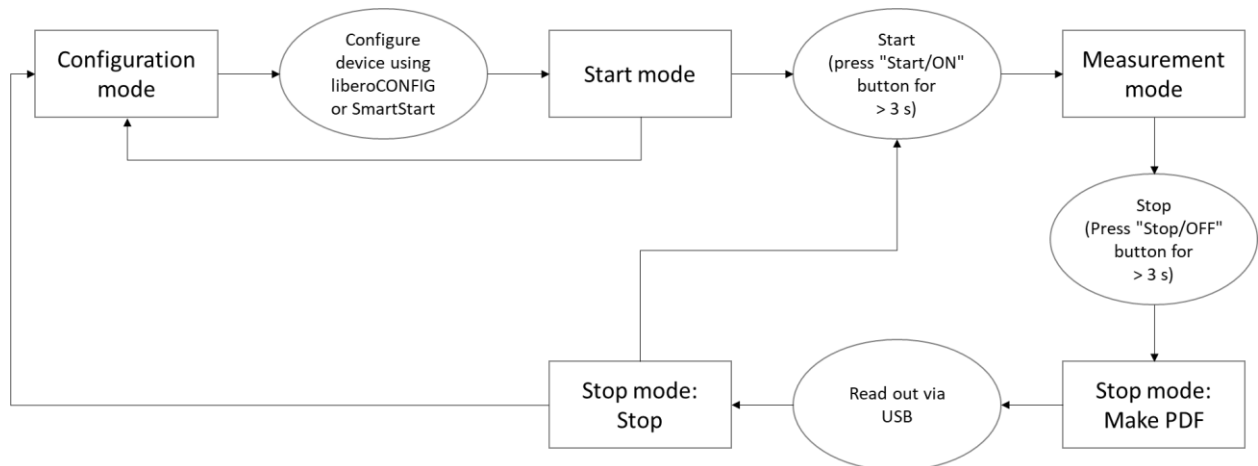 Configuration
mode
Configure
device using
liberoCONFIG
or SmartStart
Start mode
Start
(press "Start/ON"
button for
> 3 s)
Measurement
mode
Stop
(Press "Stop/OFF"
button for
> 3 s)
Stop mode:
Stop
Read out via
USB
Stop mode:
Make PDF